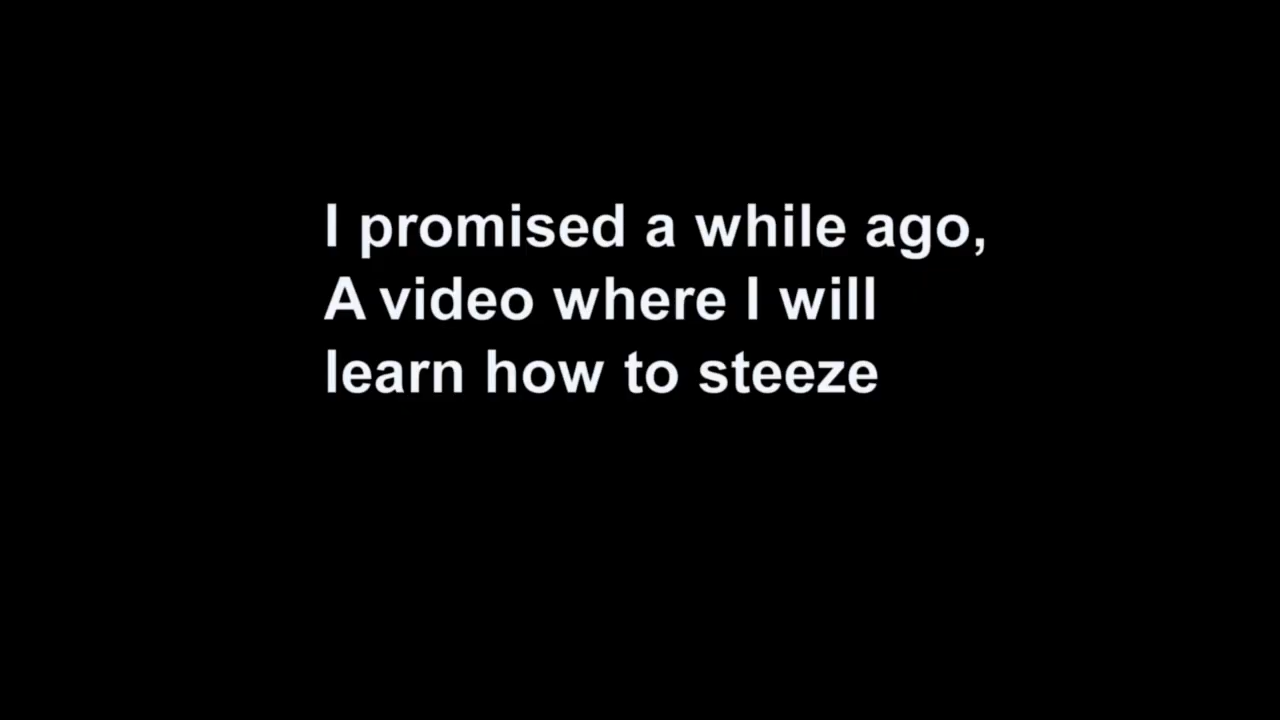 I promised a while ago,
A video where I will
learn how to steeze